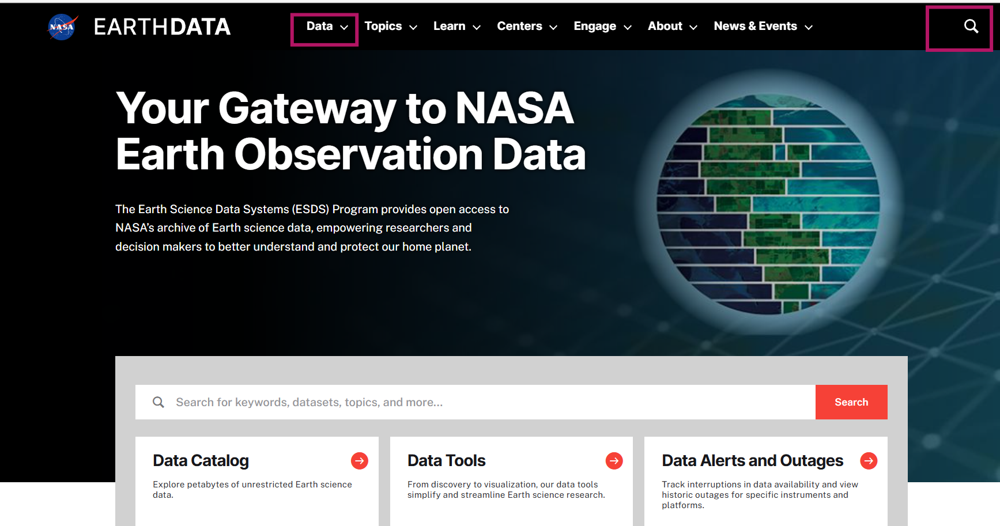 NASA EARTHDATA Data Topics Learn Centers Engage About News & Events
Your Gateway to NASA
Earth Observation Data
The Earth Science Data Systems (ESDS) Program provides open access to
NASA’s archive of Earth science data, empowering researchers and
decision makers to better understand and protect our home planet.
Search for keywords, datasets, topics, and more...
Search
Data Catalog
Explore petabytes of unrestricted Earth science
data.
Data Tools
From discovery to visualization, our data tools
simplify and streamline Earth science research.
Data Alerts and Outages
Track interruptions in data availability and view
historic outages for specific instruments and
platforms.